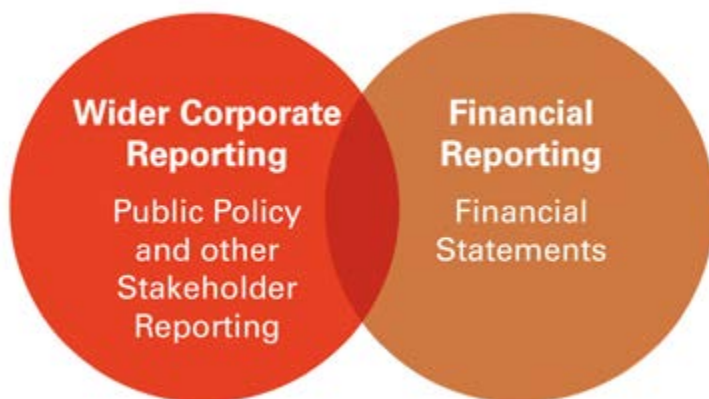 Wider Corporate
Reporting
Public Policy
and other
Stakeholder
Reporting
Financial
Reporting
Financial
Statements